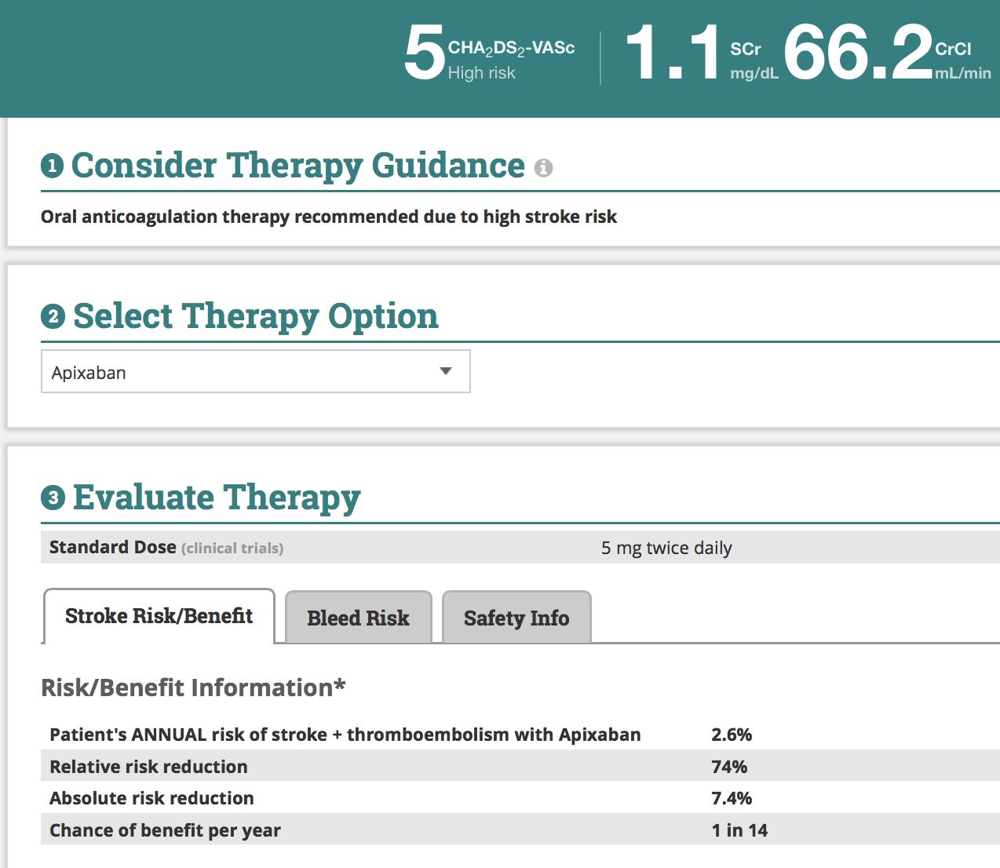 5 CHA₂DS₂-VASc
High risk
1.1 SCr
mg/dL
66.2 CrCl
mL/min
1 Consider Therapy Guidance i
Oral anticoagulation therapy recommended due to high stroke risk
2 Select Therapy Option
Apixaban
3 Evaluate Therapy
Standard Dose (clinical trials) 5 mg twice daily
Stroke Risk/Benefit Bleed Risk Safety Info
Risk/Benefit Information*
Patient's ANNUAL risk of stroke + thromboembolism with Apixaban 2.6%
Relative risk reduction 74%
Absolute risk reduction 7.4%
Chance of benefit per year 1 in 14